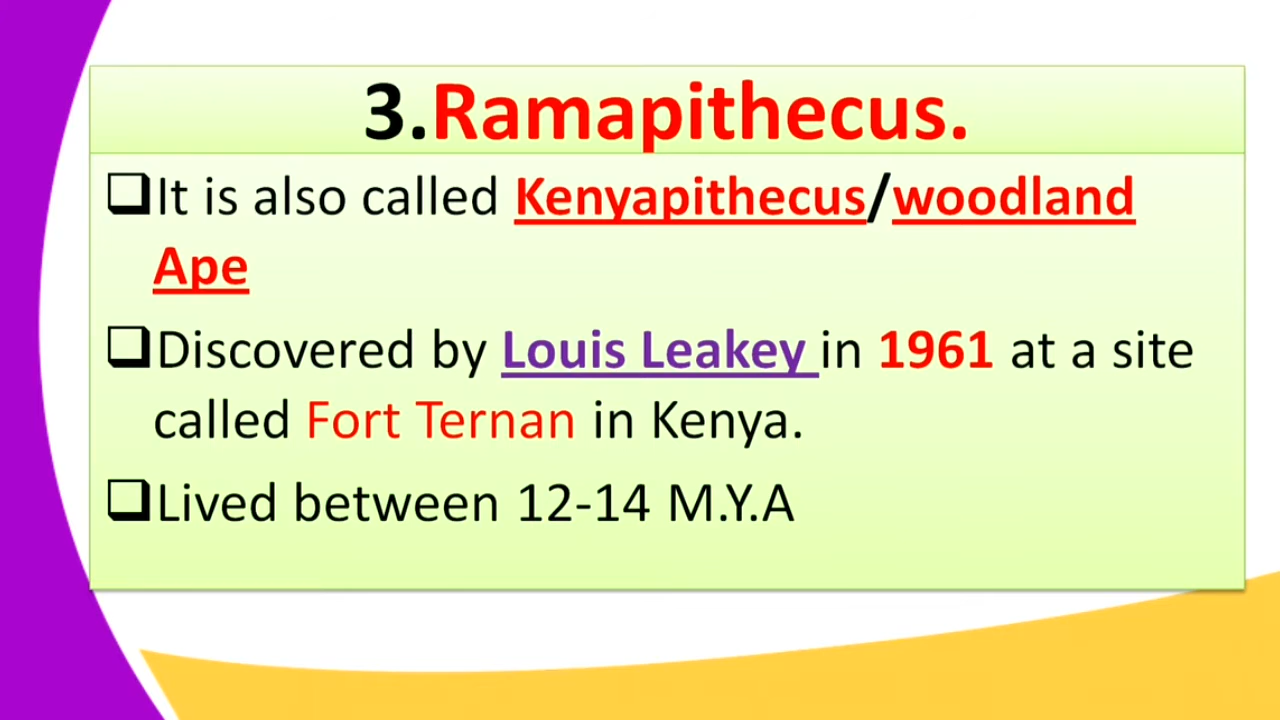 3.Ramapithecus.
❑It is also called Kenyapithecus/woodland
Ape
❑Discovered by Louis Leakey in 1961 at a site
called Fort Ternan in Kenya.
❑Lived between 12-14 M.Y.A